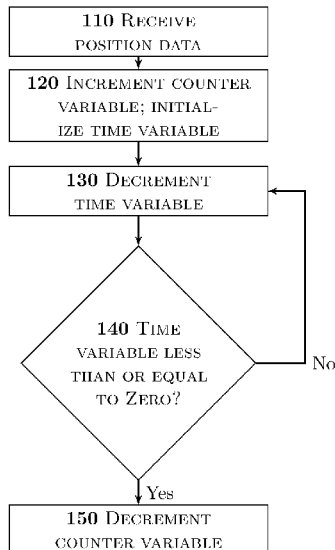 110 Receive
position data
120 Increment counter
variable; initial-
ize time variable
130 Decrement
time variable
140 Time
variable less
than or equal
to Zero?
No
Yes
150 Decrement
counter variable